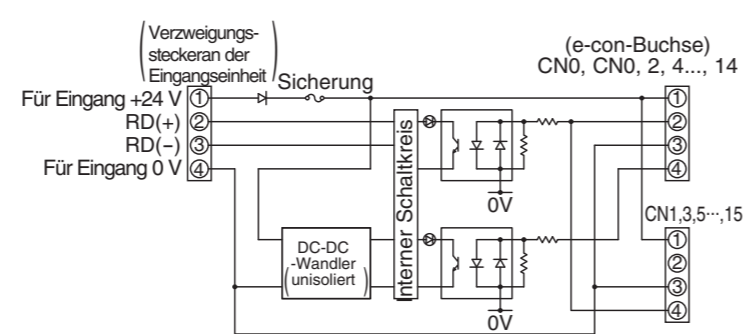 (Verzweigungs-
steckeran der
Eingangseinheit)
Sicherung
(e-con-Buchse)
CN0, CN0, 2, 4..., 14
Für Eingang +24 V ①
RD(+) ②
RD(−) ③
Für Eingang 0 V ④
Interner Schaltkreis
①
②
③
④
0V
CN1,3,5⋯,15
DC-DC
-Wandler
(unisoliert)
①
②
③
④
0V